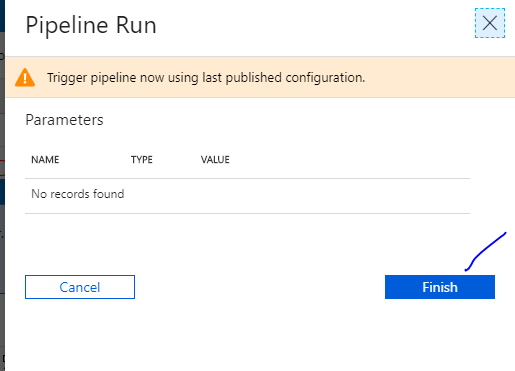 Pipeline Run
Trigger pipeline now using last published configuration.
Parameters
NAME TYPE VALUE
No records found
Cancel Finish